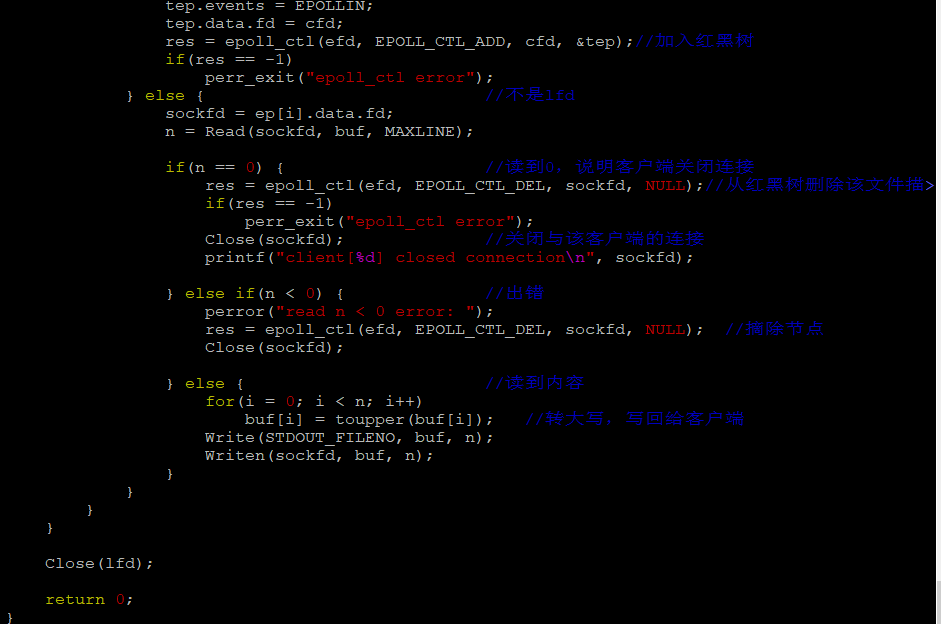 tep.events = EPOLLIN;
tep.data.fd = cfd;
res = epoll_ctl(efd, EPOLL_CTL_ADD, cfd, &tep);//加入红黑树
if(res == -1)
perr_exit("epoll_ctl error");
} else { //不是lfd
sockfd = ep[i].data.fd;
n = Read(sockfd, buf, MAXLINE);
if(n == 0) { //读到0, 说明客户端关闭连接
res = epoll_ctl(efd, EPOLL_CTL_DEL, sockfd, NULL);//从红黑树删除该文件描>
if(res == -1)
perr_exit("epoll_ctl error");
Close(sockfd); //关闭与该客户端的连接
printf("client[%d] closed connection\n", sockfd);
} else if(n < 0) { //出错
perror("read n < 0 error: ");
res = epoll_ctl(efd, EPOLL_CTL_DEL, sockfd, NULL); //摘除节点
Close(sockfd);
} else { //读到内容
for(i = 0; i < n; i++)
buf[i] = toupper(buf[i]); //转大写, 写回给客户端
Write(STDOUT_FILENO, buf, n);
Writen(sockfd, buf, n);
}
}
}
}
Close(lfd);
return 0;
}